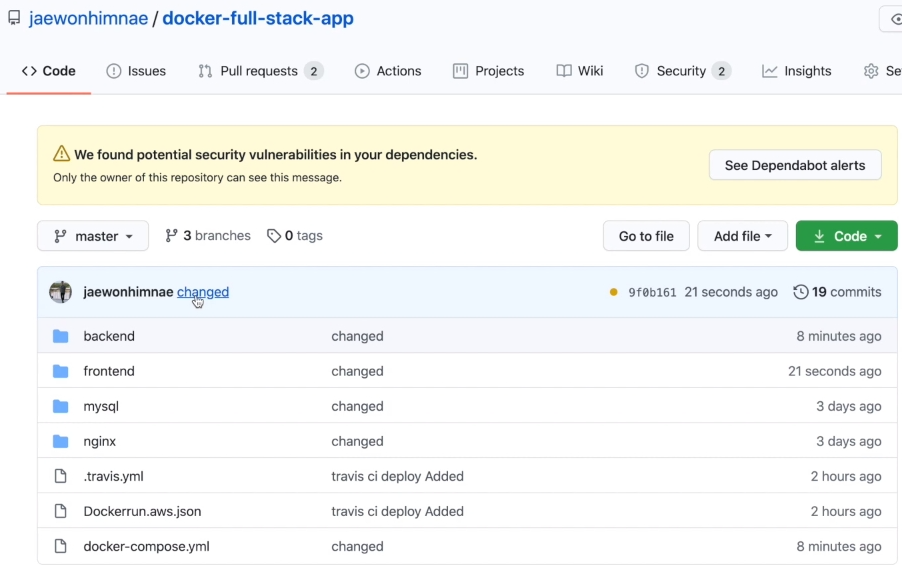 jaewonhimnae / docker-full-stack-app
Code Issues Pull requests 2 Actions Projects Wiki Security 2 Insights Se
We found potential security vulnerabilities in your dependencies.
Only the owner of this repository can see this message.
See Dependabot alerts
master 3 branches 0 tags Go to file Add file Code
jaewonhimnae changed 9f0b161 21 seconds ago 19 commits
backend changed 8 minutes ago
frontend changed 21 seconds ago
mysql changed 3 days ago
nginx changed 3 days ago
.travis.yml travis ci deploy Added 2 hours ago
Dockerrun.aws.json travis ci deploy Added 2 hours ago
docker-compose.yml changed 8 minutes ago